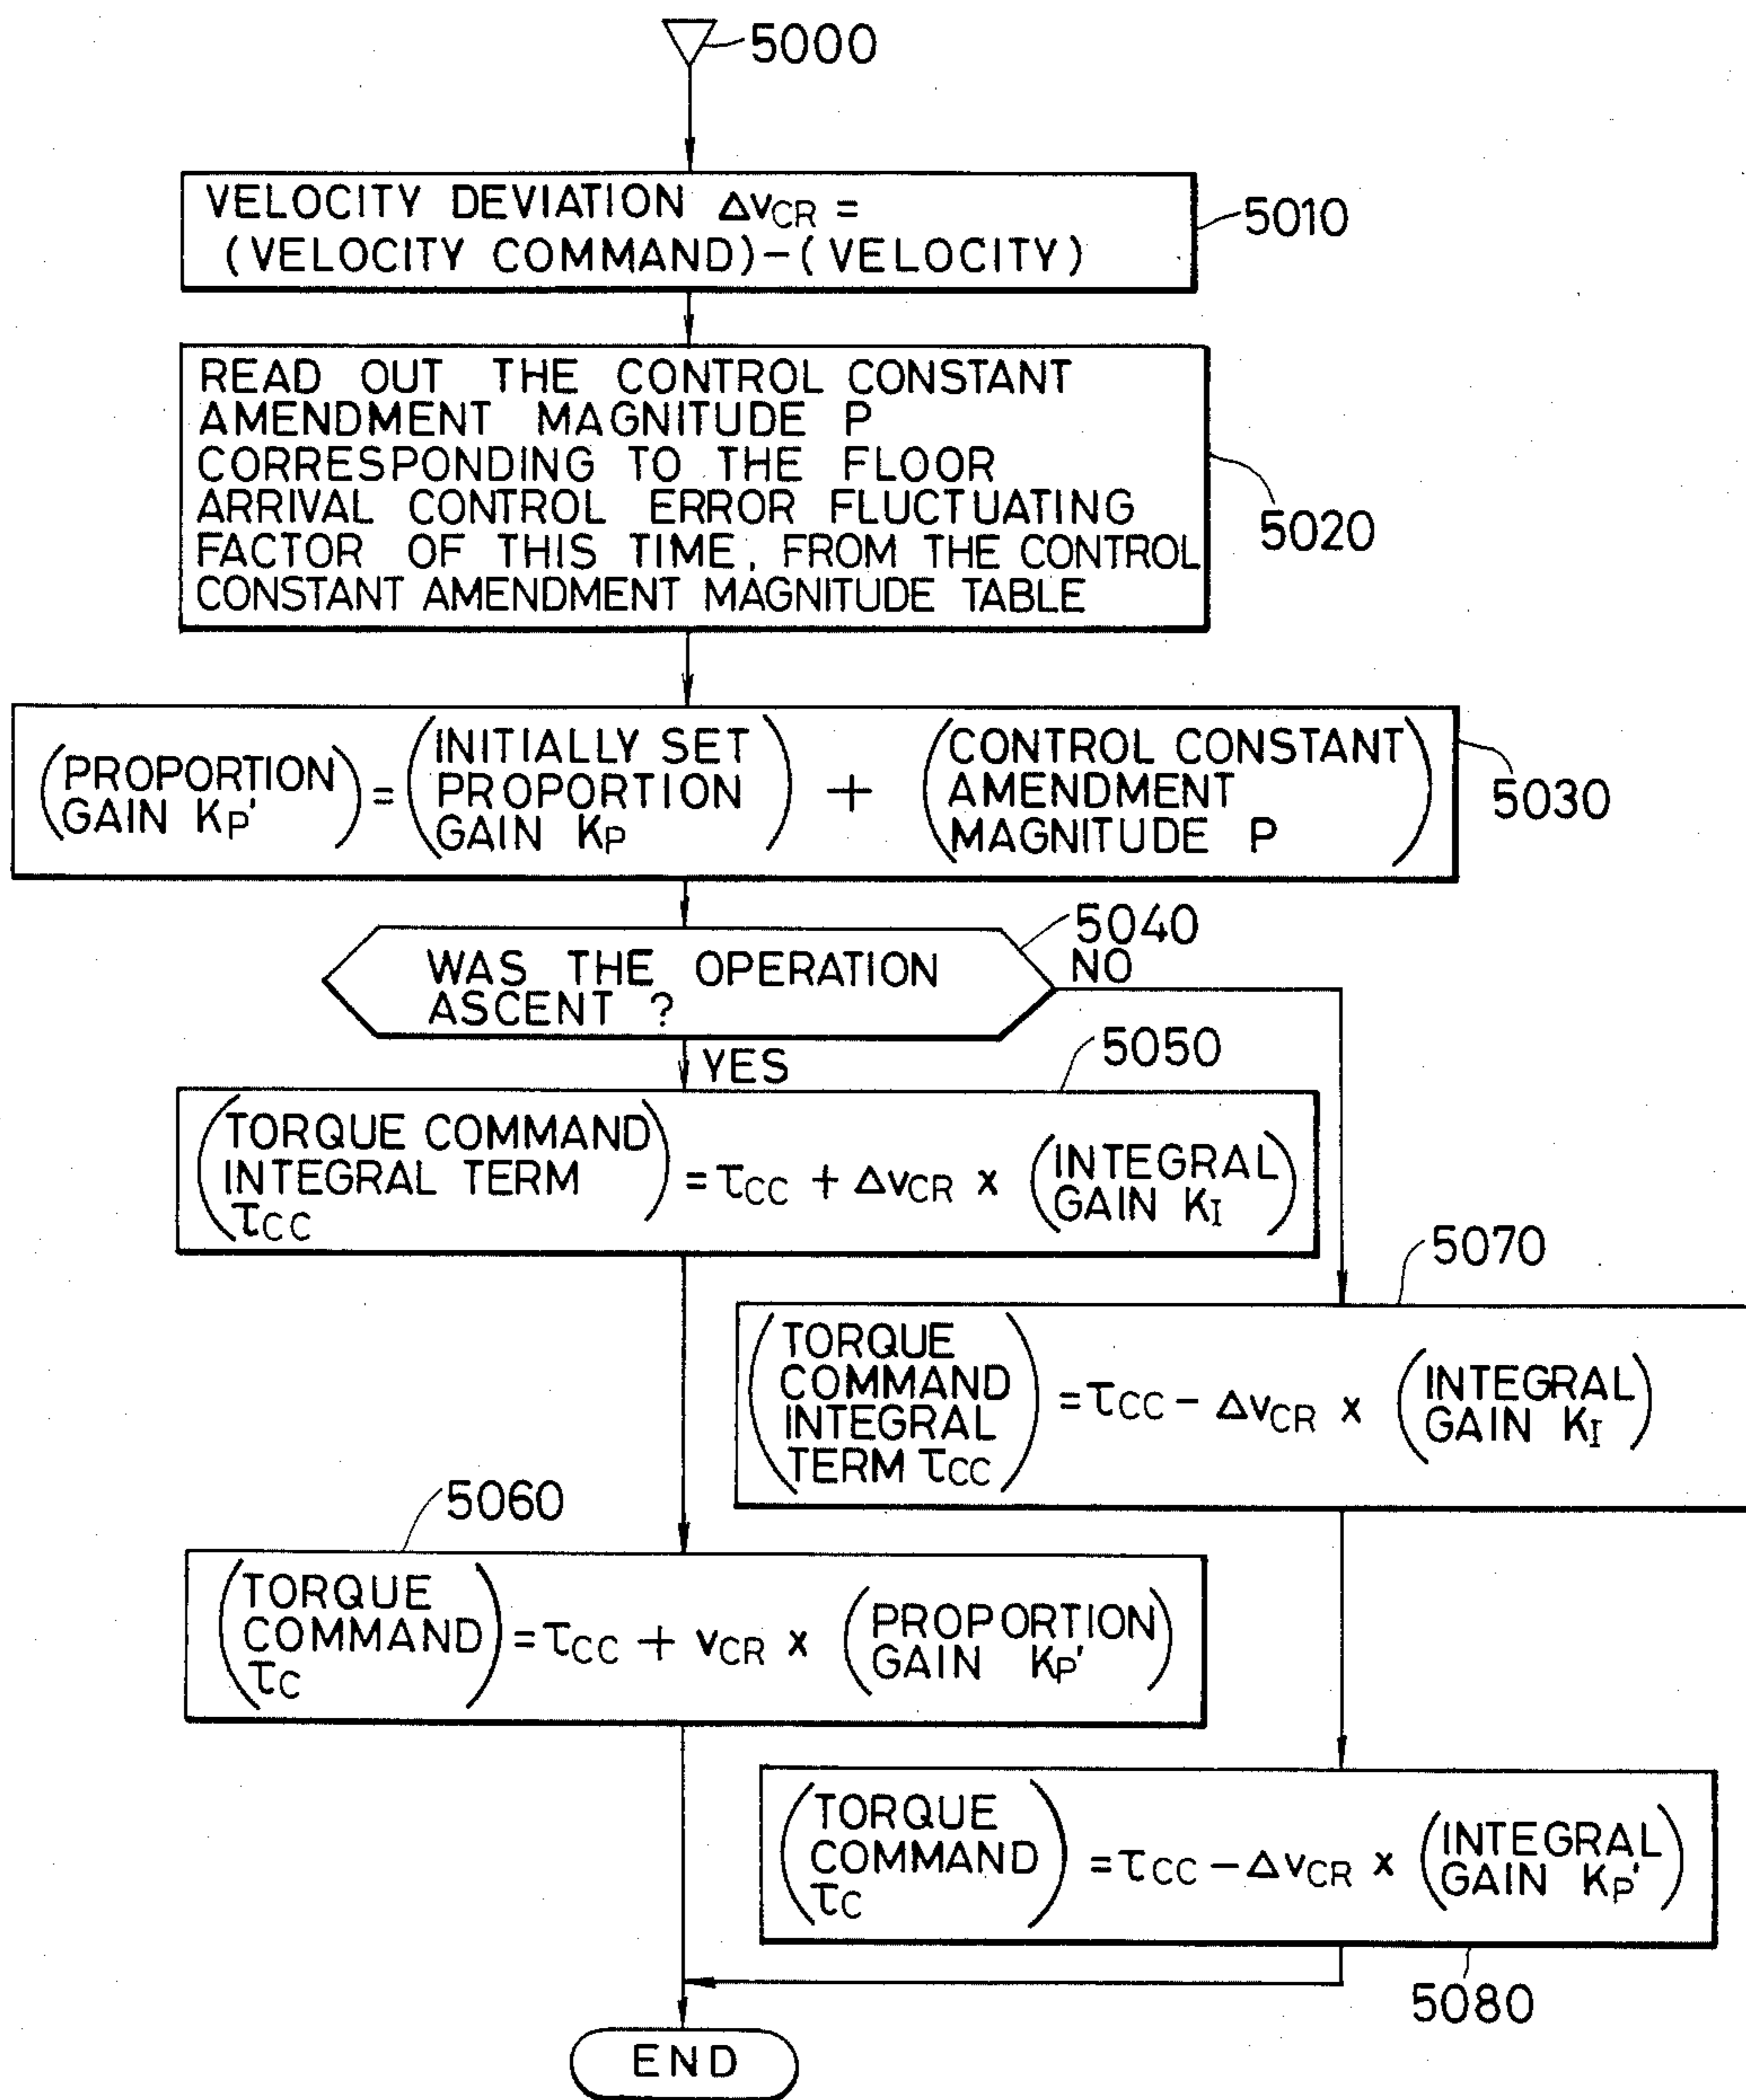 5000
VELOCITY DEVIATION ΔvCR =
(VELOCITY COMMAND)-(VELOCITY)
5010
READ OUT THE CONTROL CONSTANT
AMENDMENT MAGNITUDE P
CORRESPONDING TO THE FLOOR
ARRIVAL CONTROL ERROR FLUCTUATING
FACTOR OF THIS TIME, FROM THE CONTROL
CONSTANT AMENDMENT MAGNITUDE TABLE
5020
(PROPORTION
GAIN KP')
=
(INITIALLY SET
PROPORTION
GAIN KP)
+
(CONTROL CONSTANT
AMENDMENT
MAGNITUDE P)
5030
WAS THE OPERATION
ASCENT ?
5040
NO
YES
5050
(TORQUE COMMAND
INTEGRAL TERM
τCC)
= τCC + ΔvCR x
(INTEGRAL
GAIN KI)
5070
(TORQUE
COMMAND
INTEGRAL
TERM τCC)
= τCC - ΔvCR x
(INTEGRAL
GAIN KI)
5060
(TORQUE
COMMAND
τC)
= τCC + vCR x
(PROPORTION
GAIN KP')
(TORQUE
COMMAND
τC)
= τCC - ΔvCR x
(INTEGRAL
GAIN KP')
5080
END